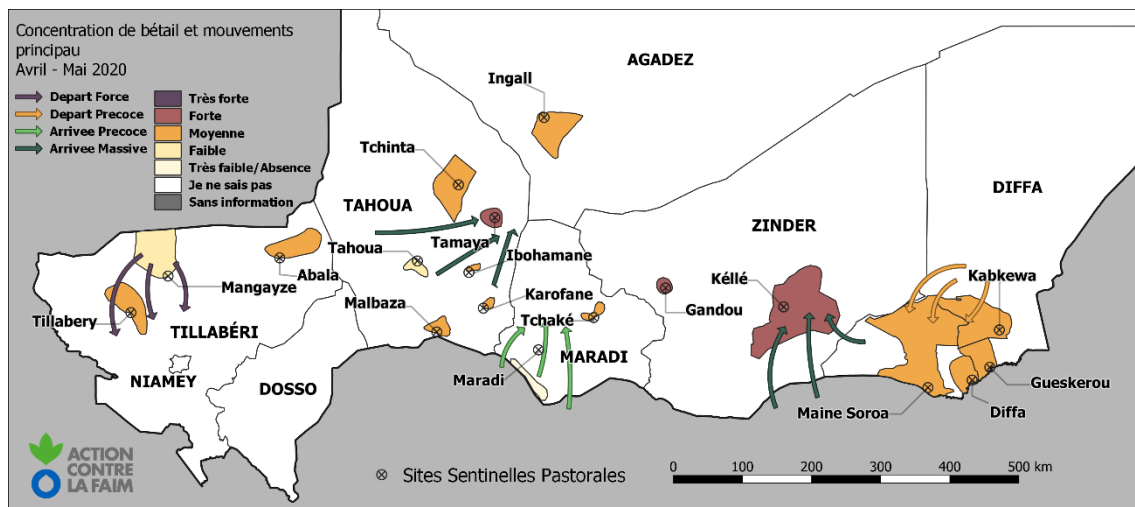 Concentration de bétail et mouvements
principau
Avril - Mai 2020
Depart Force
Depart Precoce
Arrivee Precoce
Arrivee Massive
Très forte
Forte
Moyenne
Faible
Très faible/Absence
Je ne sais pas
Sans information
AGADEZ
Ingall
Tchinta
DIFFA
TAHOUA
ZINDER
Tamaya
Tahoua
Ibohamane
Abala
Kéllé
Kabkewa
Mangayze
Karofane
Gandou
Malbaza
Tillabery
Tchaké
TILLABÉRI
MARADI
Maradi
Gueskerou
NIAMEY
DOSSO
Maine Soroa
Diffa
ACTION
CONTRE
LA FAIM
Sites Sentinelles Pastorales
0 100 200 300 400 500 km